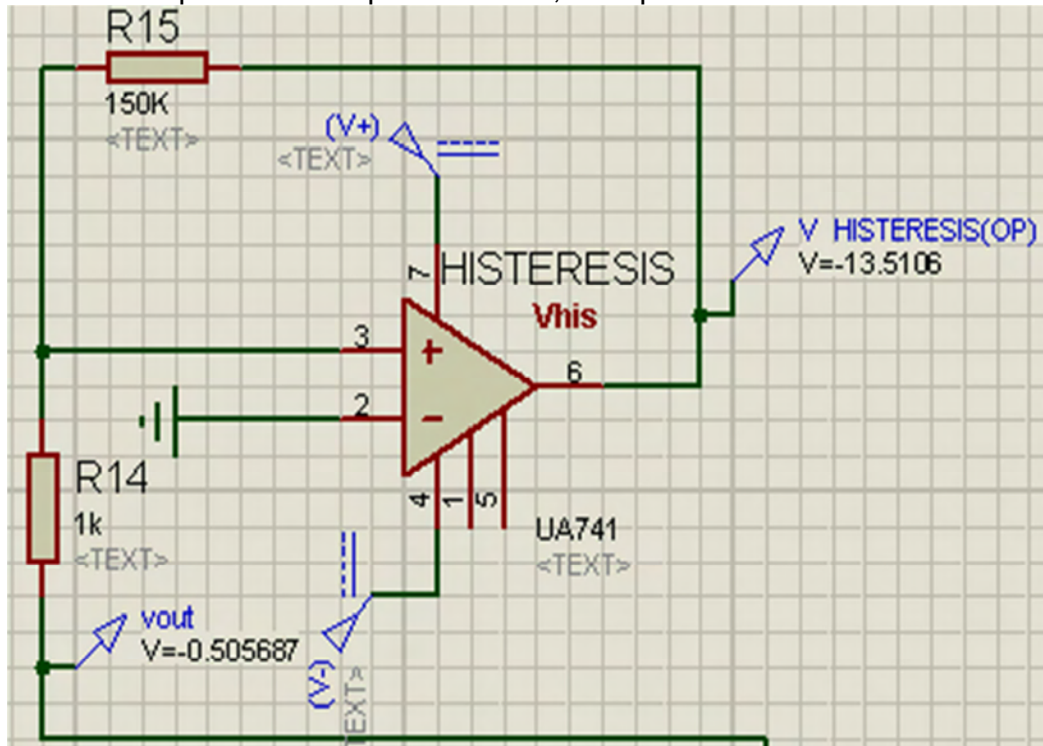 R15
150K
<TEXT>
(V+)
<TEXT>
7
HISTERESIS
Vhis
V HISTERESIS(OP)
V=-13.5106
3
+
6
2
−
R14
1k
<TEXT>
4
1
5
UA741
<TEXT>
vout
V=-0.505687
(V-)